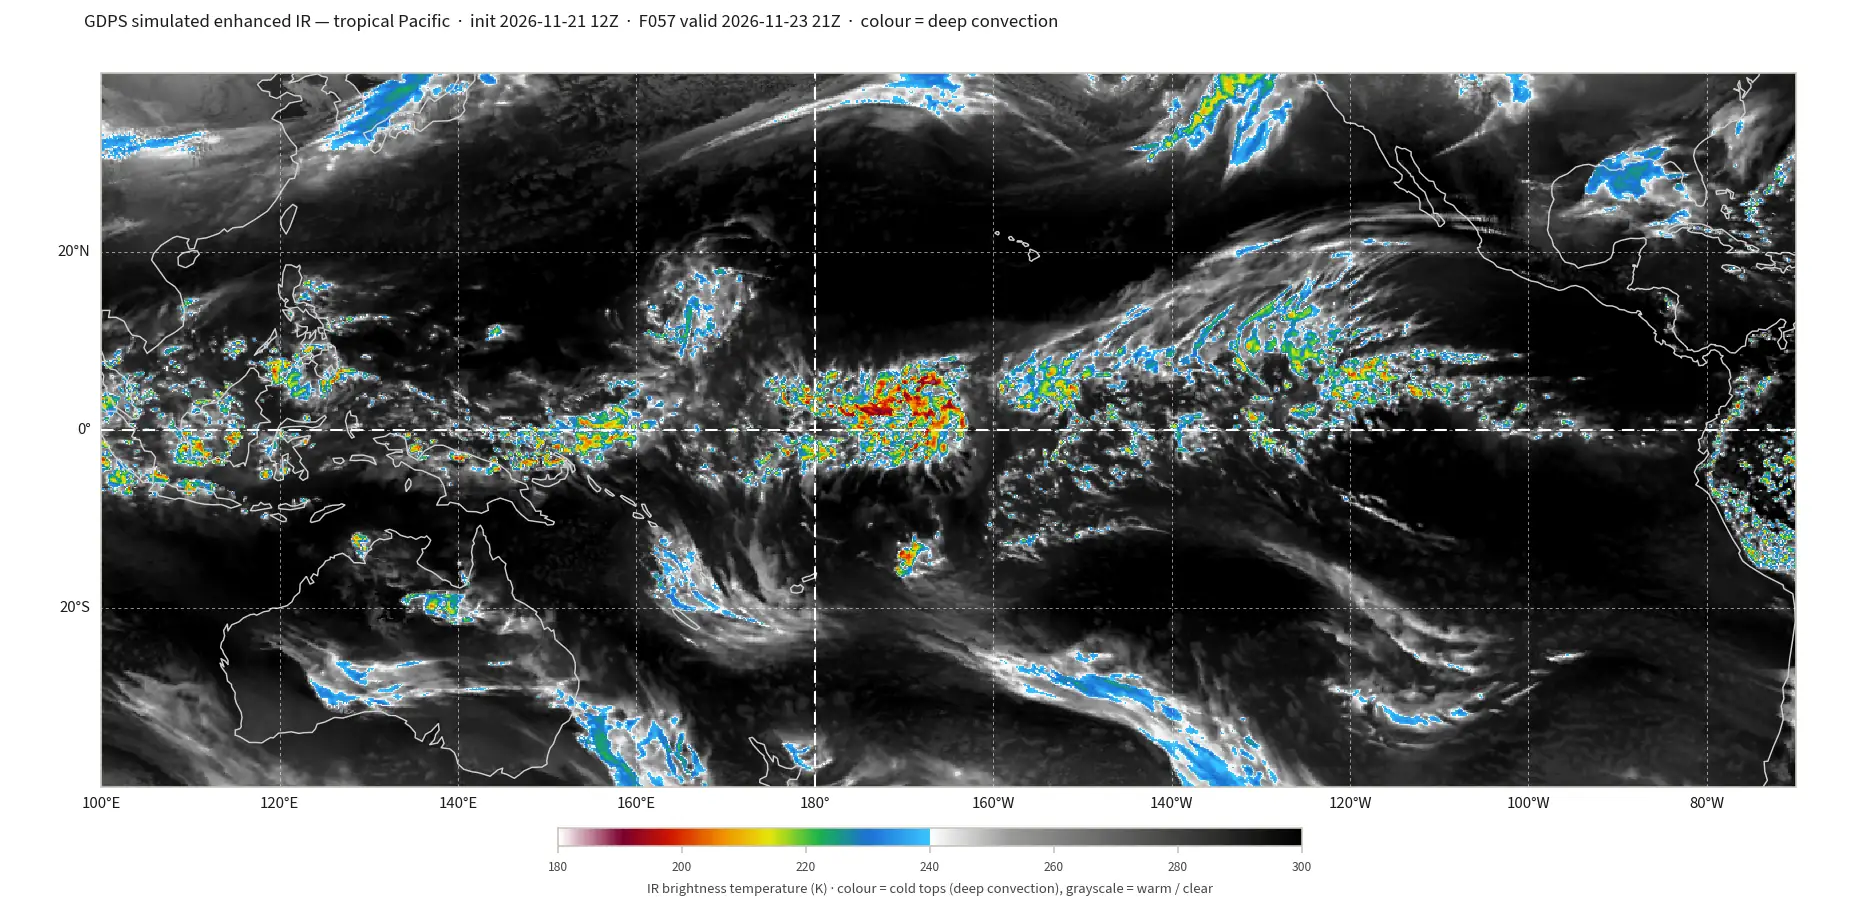 GDPS simulated enhanced IR — tropical Pacific · init 2026-11-21 12Z · F057 valid 2026-11-23 21Z · colour = deep convection
20°N
0°
20°S
100°E 120°E 140°E 160°E 180° 160°W 140°W 120°W 100°W 80°W
180 200 220 240 260 280 300
IR brightness temperature (K) · colour = cold tops (deep convection), grayscale = warm / clear